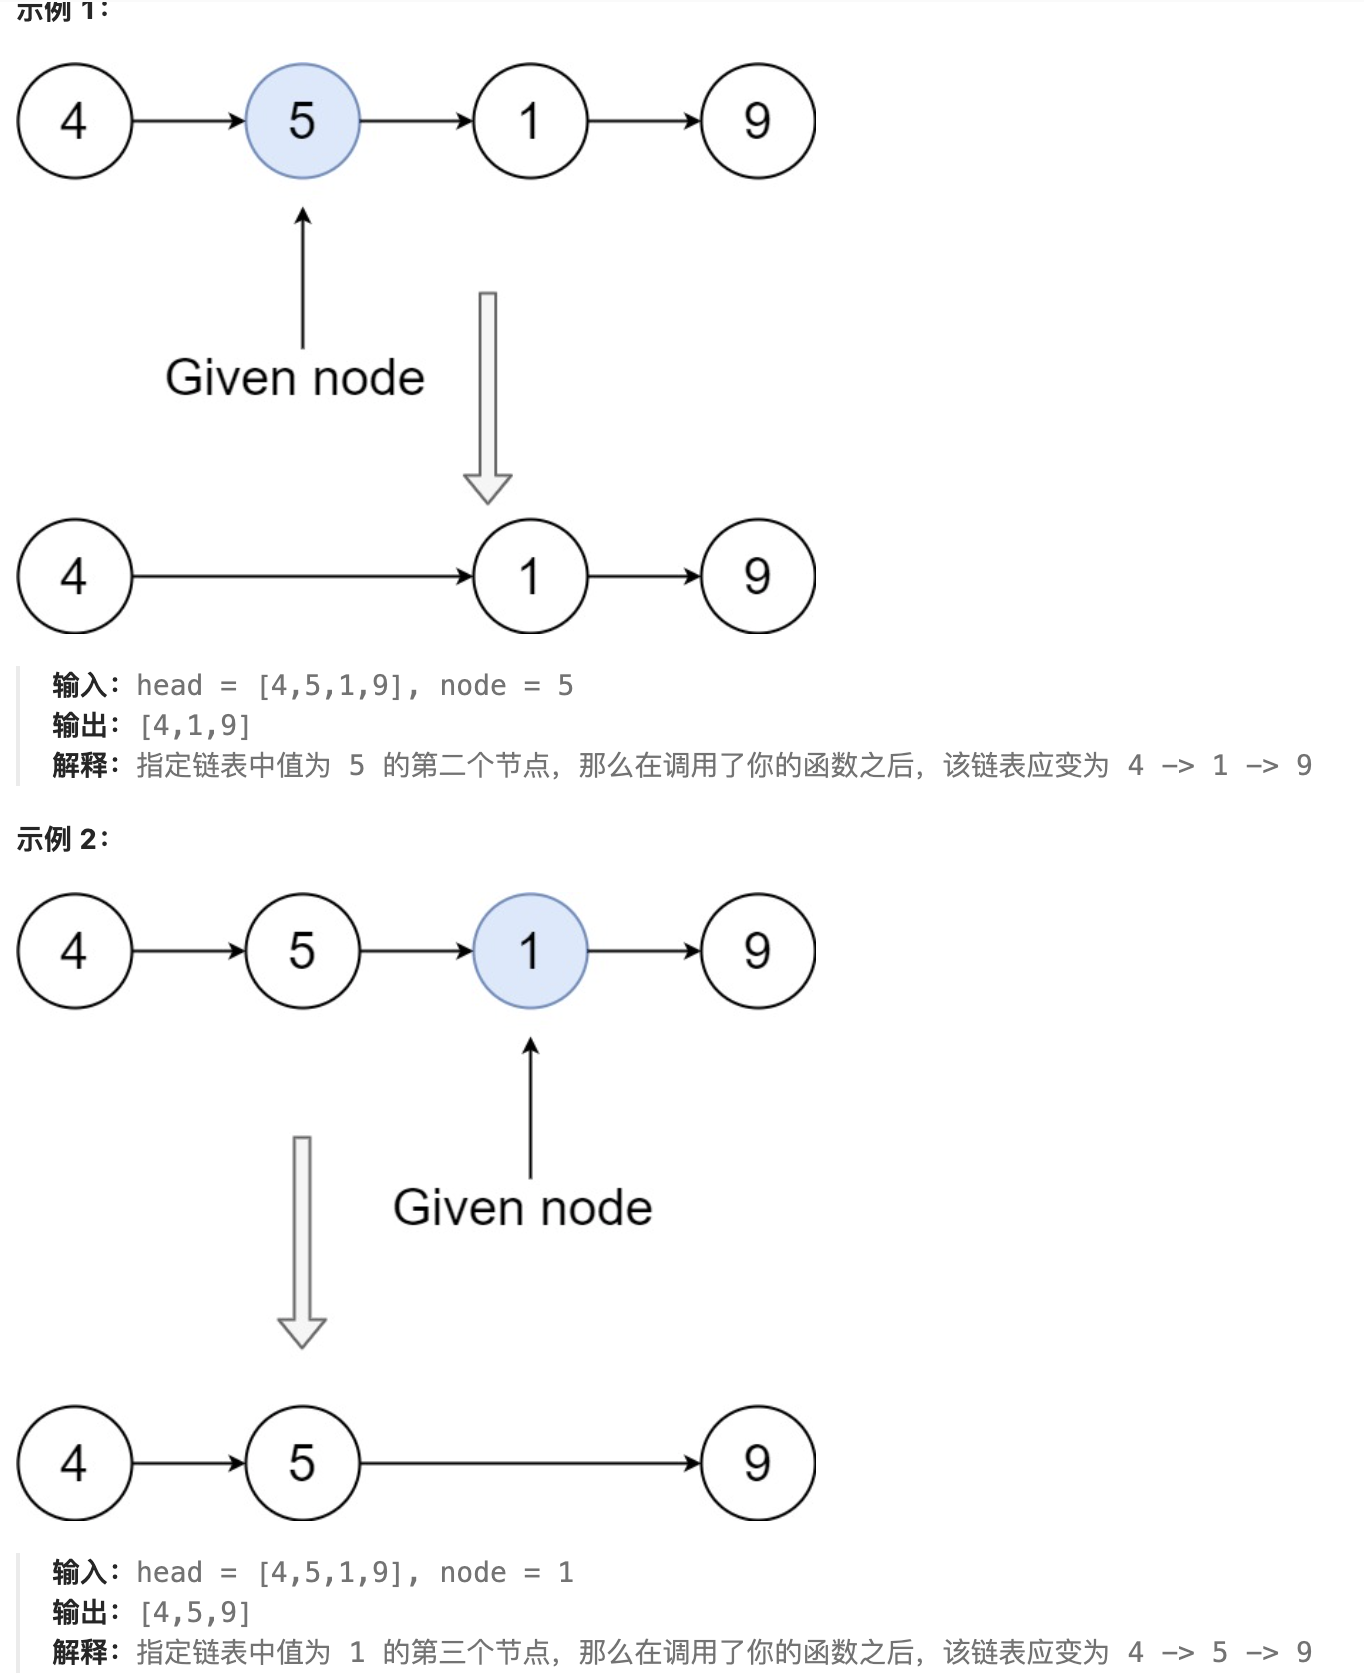 示例 1：
4 5 1 9
Given node
4 1 9
输入：head = [4,5,1,9], node = 5
输出：[4,1,9]
解释：指定链表中值为 5 的第二个节点，那么在调用了你的函数之后，该链表应变为 4 -> 1 -> 9
示例 2：
4 5 1 9
Given node
4 5 9
输入：head = [4,5,1,9], node = 1
输出：[4,5,9]
解释：指定链表中值为 1 的第三个节点，那么在调用了你的函数之后，该链表应变为 4 -> 5 -> 9